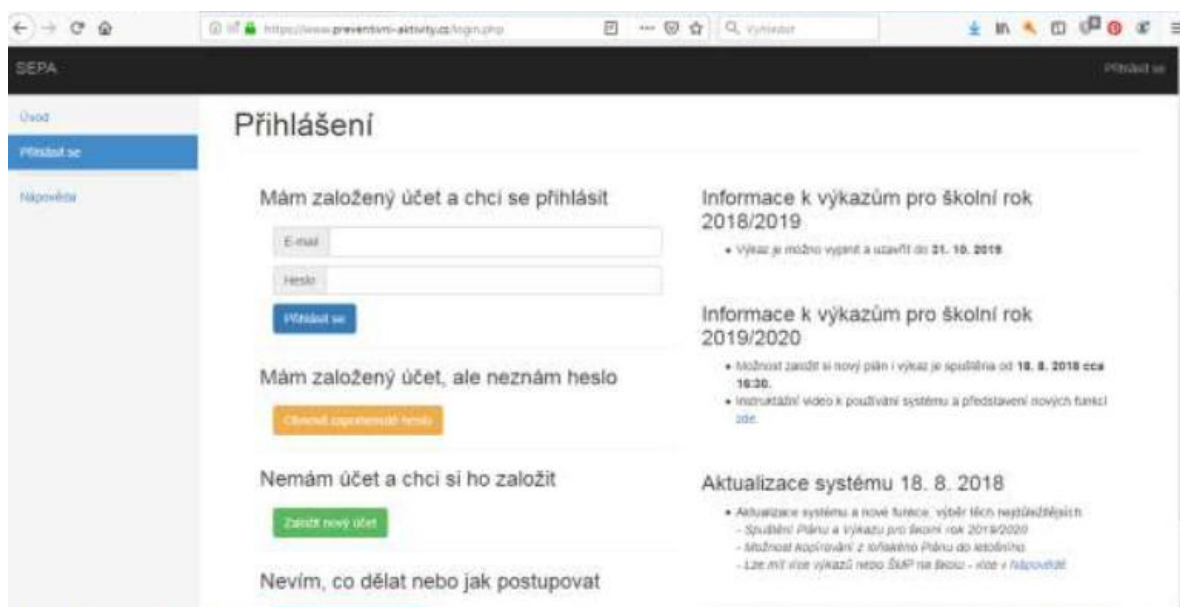 https://www.preventivni-aktivity.cz/login.php
Vyhledat
SEPA
Přihlásit se
Úvod
Přihlásit se
Nápověda
Přihlášení
Mám založený účet a chci se přihlásit
E-mail
Heslo
Přihlásit se
Mám založený účet, ale neznám heslo
Obnovit zapomenuté heslo
Nemám účet a chci si ho založit
Založit nový účet
Nevím, co dělat nebo jak postupovat
Informace k výkazům pro školní rok
2018/2019
• Výkaz je možno vyplnit a uzavřít do 31. 10. 2019
Informace k výkazům pro školní rok
2019/2020
• Možnost založit si nový plán i výkaz je spuštěna od 18. 8. 2018 cca
16:30.
• Instruktážní video k používání systému a představení nových funkcí
zde.
Aktualizace systému 18. 8. 2018
• Aktualizace systému a nové funkce, výběr těch nejdůležitějších
- Spuštění Plánu a Výkazu pro školní rok 2019/2020
- Možnost kopírování z loňského Plánu do letošního
- Lze mít více výkazů nebo ŠMP na školu - více v Nápovědě